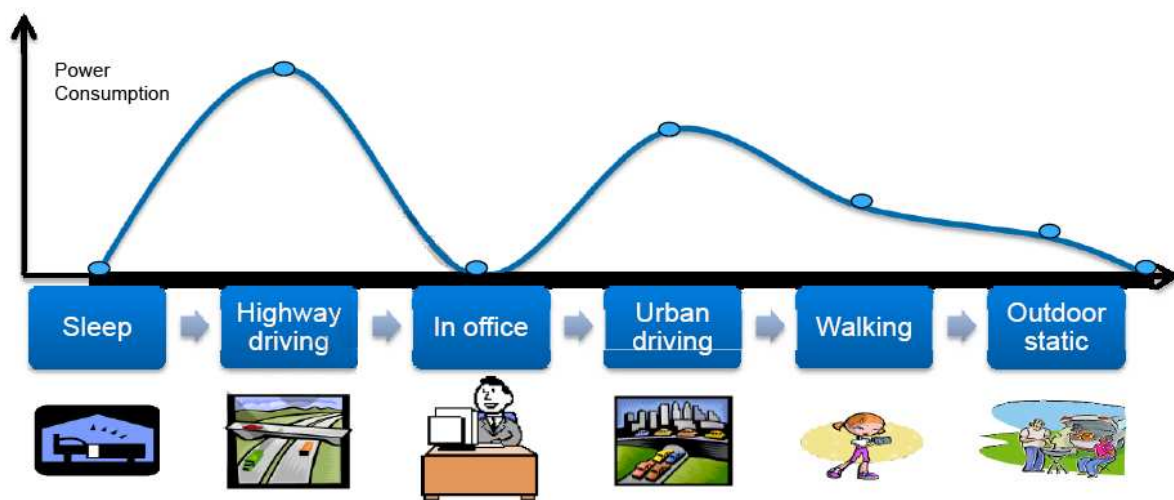 Power
Consumption
Sleep
Highway
driving
In office
Urban
driving
Walking
Outdoor
static